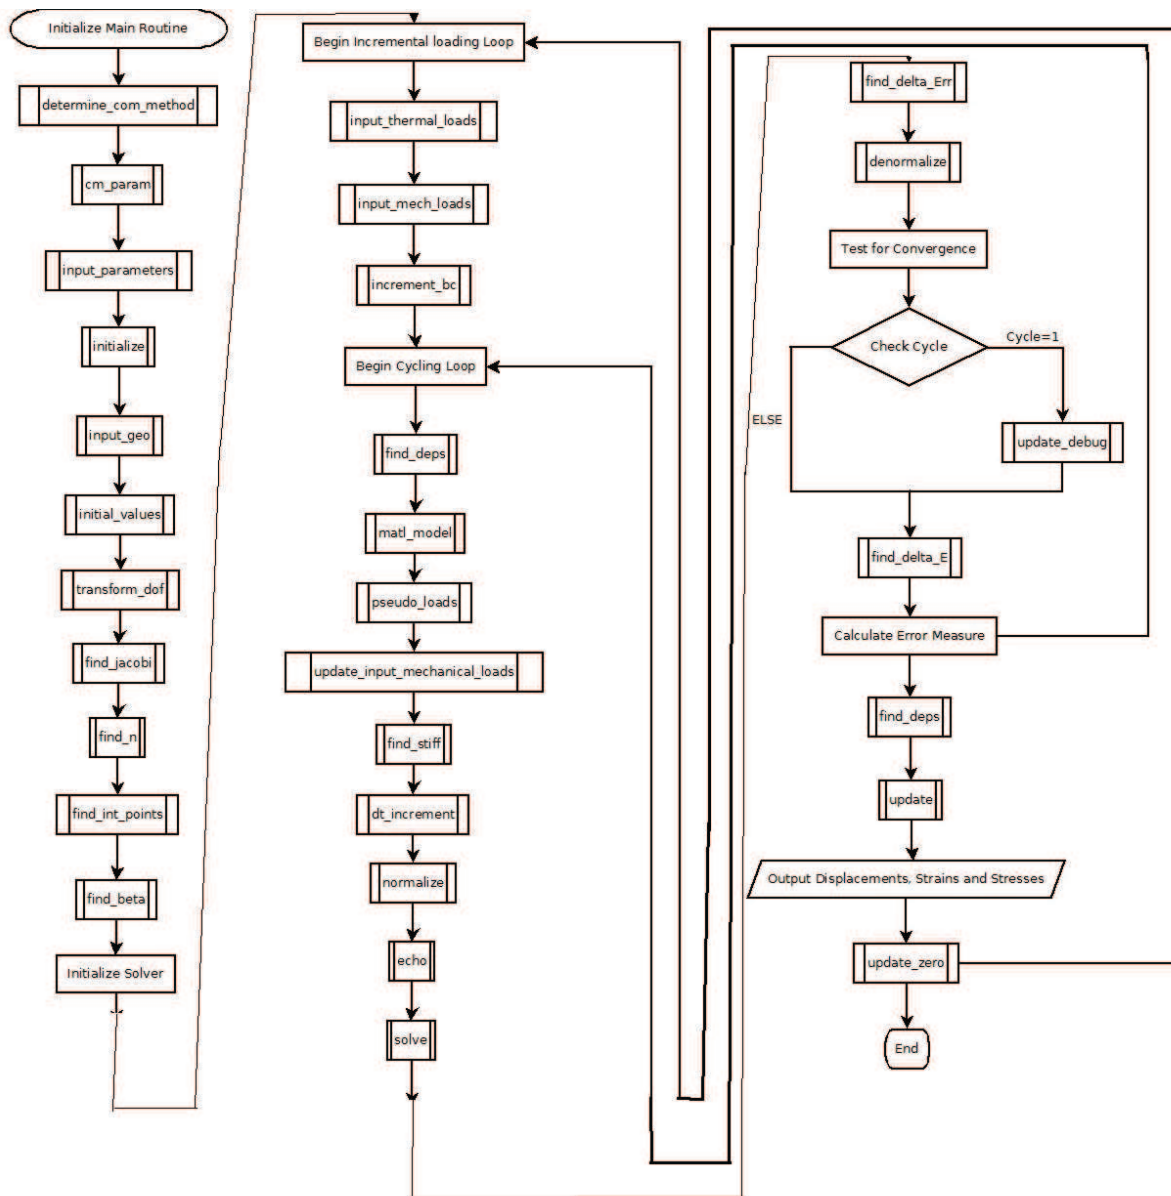 Initialize Main Routine
determine_com_method
cm_param
input_parameters
initialize
input_geo
initial_values
transform_dof
find_jacobi
find_n
find_int_points
find_beta
Initialize Solver
Begin Incremental loading Loop
input_thermal_loads
input_mech_loads
increment_bc
Begin Cycling Loop
find_deps
matl_model
pseudo_loads
update_input_mechanical_loads
find_stiff
dt_increment
normalize
echo
solve
find_delta_Err
denormalize
Test for Convergence
Check Cycle
Cycle=1
ELSE
update_debug
find_delta_E
Calculate Error Measure
find_deps
update
Output Displacements, Strains and Stresses
update_zero
End